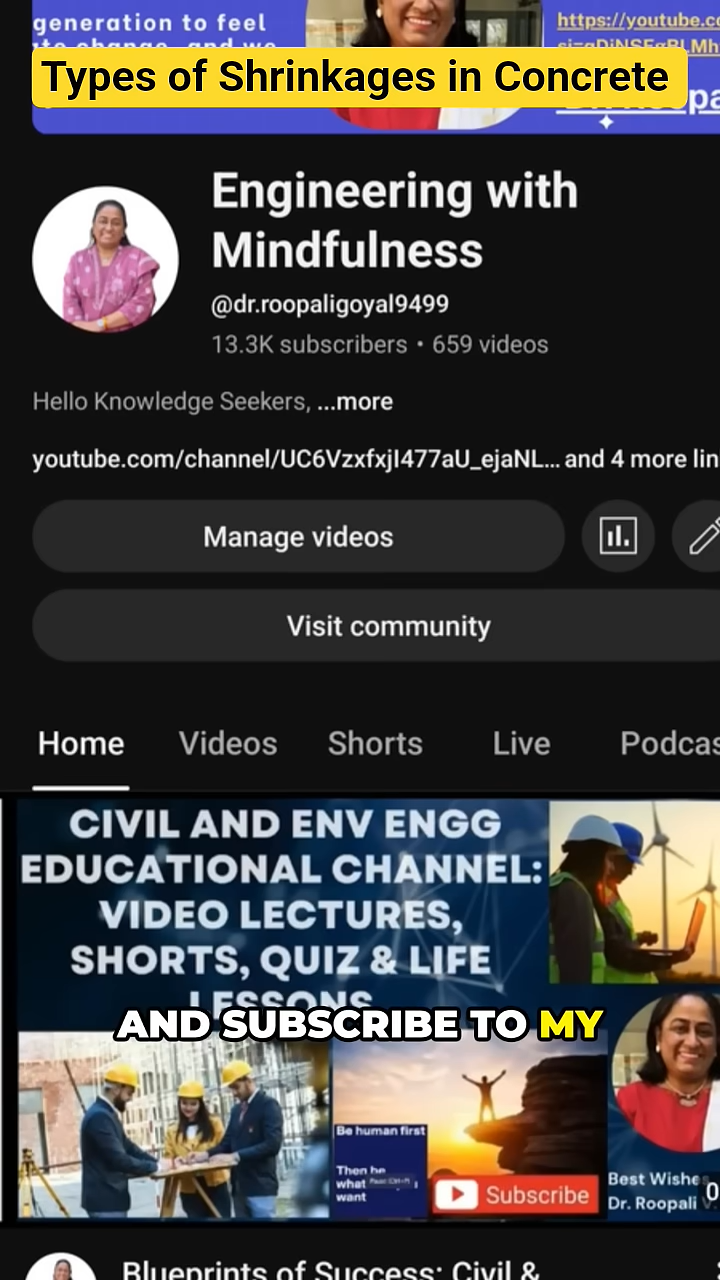 generation to feel
https://youtube.c
Types of Shrinkages in Concrete
Engineering with
Mindfulness
@dr.roopaligoyal9499
13.3K subscribers • 659 videos
Hello Knowledge Seekers, ...more
youtube.com/channel/UC6VzxfxjI477aU_ejaNL... and 4 more lin
Manage videos
Visit community
Home Videos Shorts Live Podcas
CIVIL AND ENV ENGG
EDUCATIONAL CHANNEL:
VIDEO LECTURES,
SHORTS, QUIZ & LIFE
LESSONS
AND SUBSCRIBE TO MY
Be human first
Then be
what
want
Subscribe
Best Wishes
Dr. Roopali
Blueprints of Success: Civil &